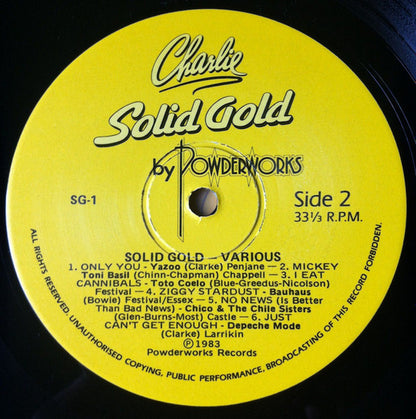 Charlie
Solid Gold
by POWDERWORKS
SG-1
Side 2
33⅓ R.P.M.
SOLID GOLD — VARIOUS
1. ONLY YOU - Yazoo (Clarke) Penjane — 2. MICKEY
Toni Basil (Chinn-Chapman) Chappell — 3. I EAT
CANNIBALS - Toto Coelo (Blue-Greedus-Nicolson)
Festival — 4. ZIGGY STARDUST - Bauhaus
(Bowie) Festival/Essex — 5. NO NEWS (Is Better
Than Bad News) - Chico & The Chile Sisters
(Glen-Burns-Most) Castle — 6. JUST
CAN'T GET ENOUGH - Depeche Mode
(Clarke) Larrikin
Ⓟ1983
Powderworks Records
ALL RIGHTS RESERVED. UNAUTHORISED COPYING, PUBLIC PERFORMANCE, BROADCASTING OF THIS RECORD FORBIDDEN.